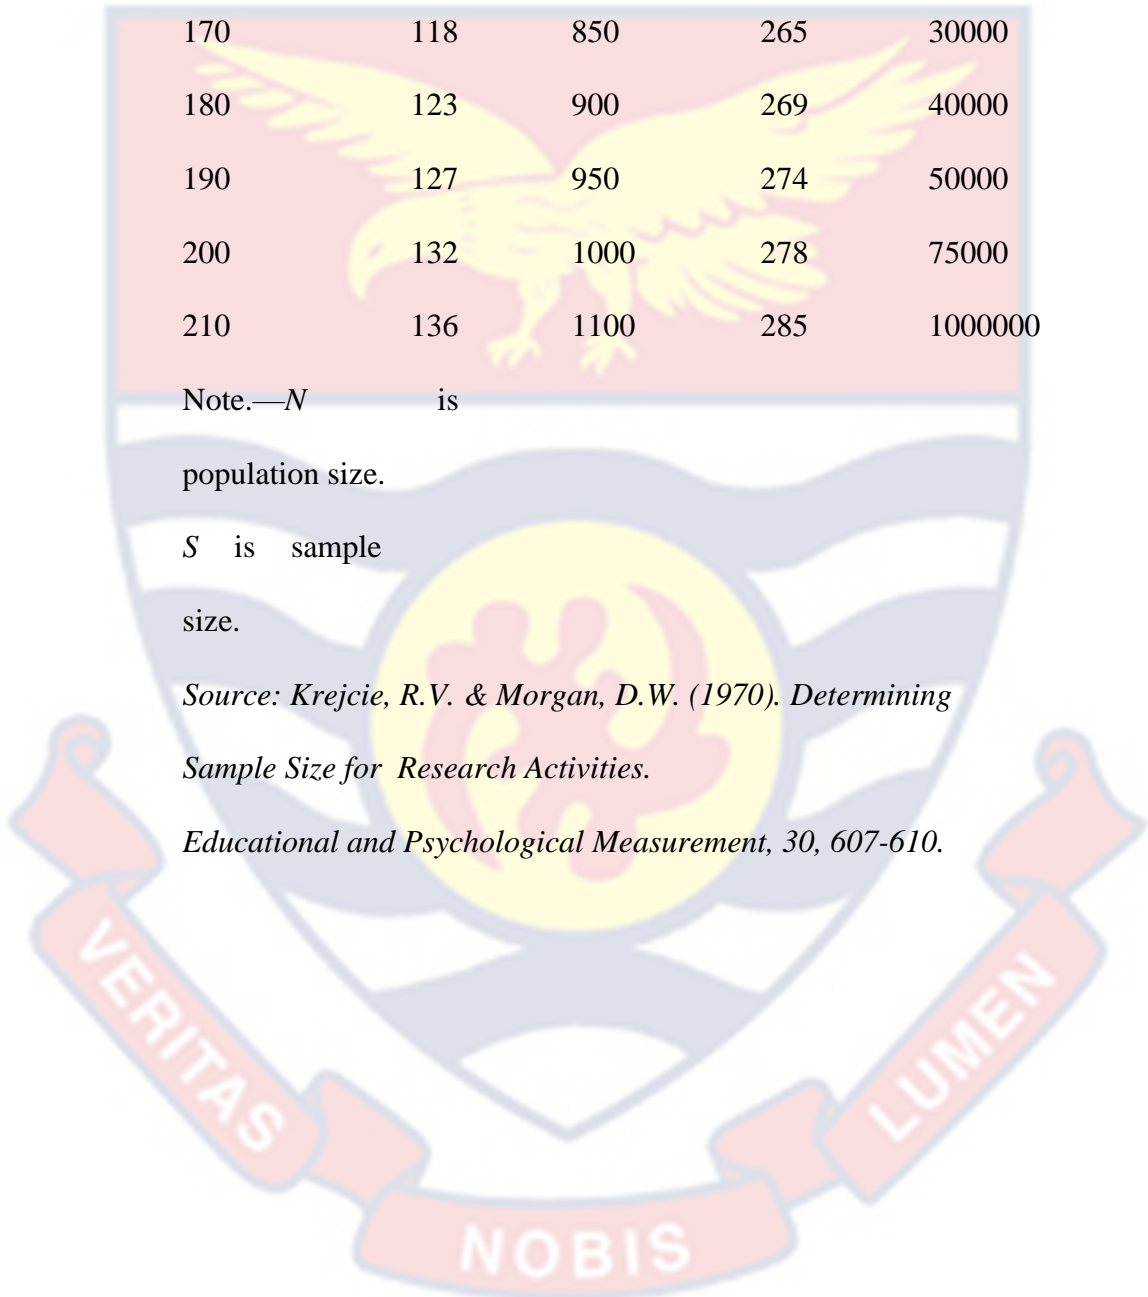 170 118 850 265 30000
180 123 900 269 40000
190 127 950 274 50000
200 132 1000 278 75000
210 136 1100 285 1000000
Note.—N is
population size.
S is sample
size.
Source: Krejcie, R.V. & Morgan, D.W. (1970). Determining
Sample Size for Research Activities.
Educational and Psychological Measurement, 30, 607-610.
VERITAS
NOBIS
LUMEN